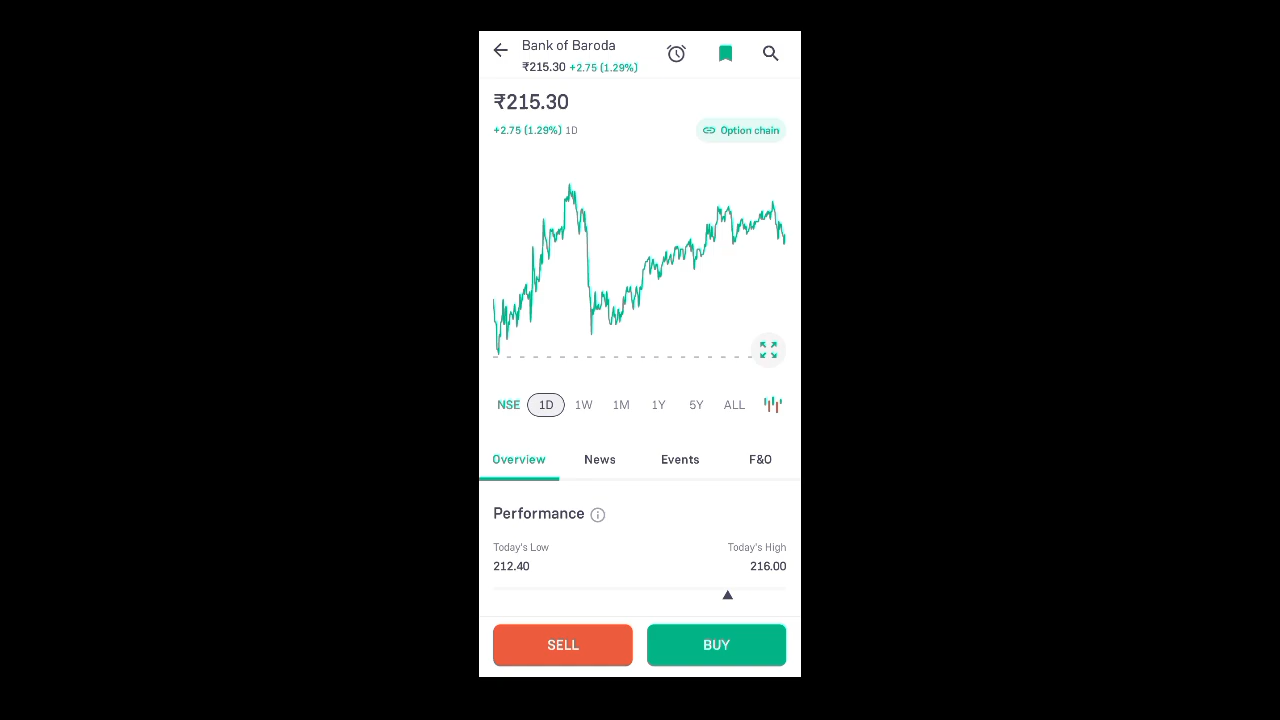 Bank of Baroda
₹215.30 +2.75 (1.29%)
₹215.30
+2.75 (1.29%) 1D
Option chain
NSE 1D 1W 1M 1Y 5Y ALL
Overview News Events F&O
Performance
Today's Low Today's High
212.40 216.00
SELL BUY